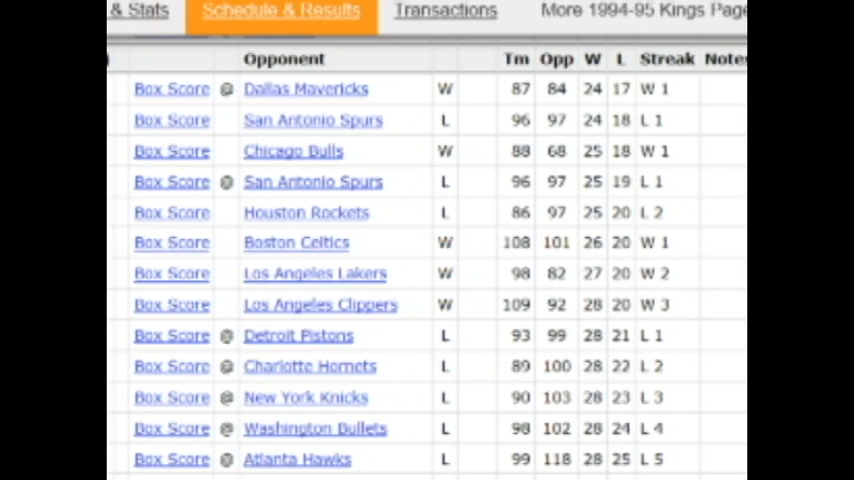 & Stats Schedule & Results Transactions More 1994-95 Kings Page
) Opponent Tm Opp W L Streak Notes
Box Score @ Dallas Mavericks W 87 84 24 17 W 1
Box Score San Antonio Spurs L 96 97 24 18 L 1
Box Score Chicago Bulls W 88 68 25 18 W 1
Box Score @ San Antonio Spurs L 96 97 25 19 L 1
Box Score Houston Rockets L 86 97 25 20 L 2
Box Score Boston Celtics W 108 101 26 20 W 1
Box Score Los Angeles Lakers W 98 82 27 20 W 2
Box Score Los Angeles Clippers W 109 92 28 20 W 3
Box Score @ Detroit Pistons L 93 99 28 21 L 1
Box Score @ Charlotte Hornets L 89 100 28 22 L 2
Box Score @ New York Knicks L 90 103 28 23 L 3
Box Score @ Washington Bullets L 98 102 28 24 L 4
Box Score @ Atlanta Hawks L 99 118 28 25 L 5